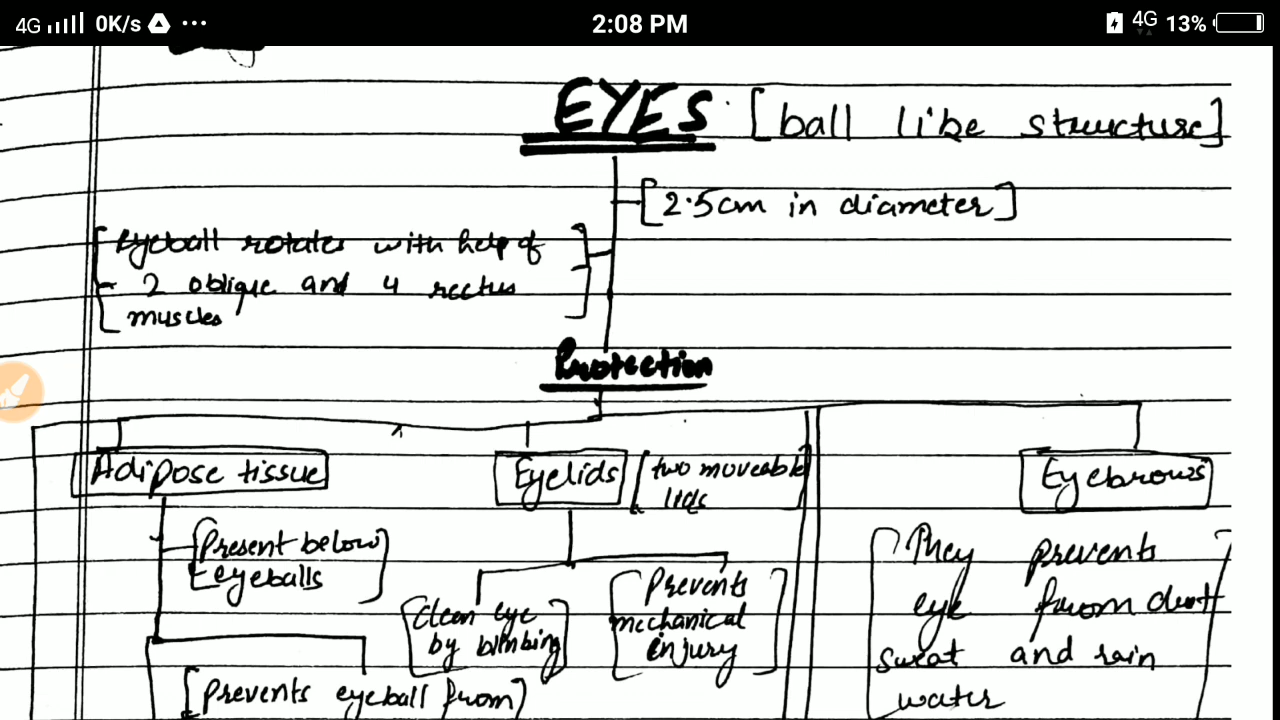 4G 0K/s 2:08 PM 4G 13%
EYES [ball like structure]
[2.5cm in diameter]
[Eyeball rotates with help of
2 oblique and 4 rectus
muscles]
Protection
Adipose tissue
Eyelids [two moveable
lids]
Eyebrows
[Present below
eyeballs]
[clean eye
by blinking]
[Prevents
mechanical
injury]
[They prevents
eye from dust
sweat and rain
water
[prevents eyeball from]